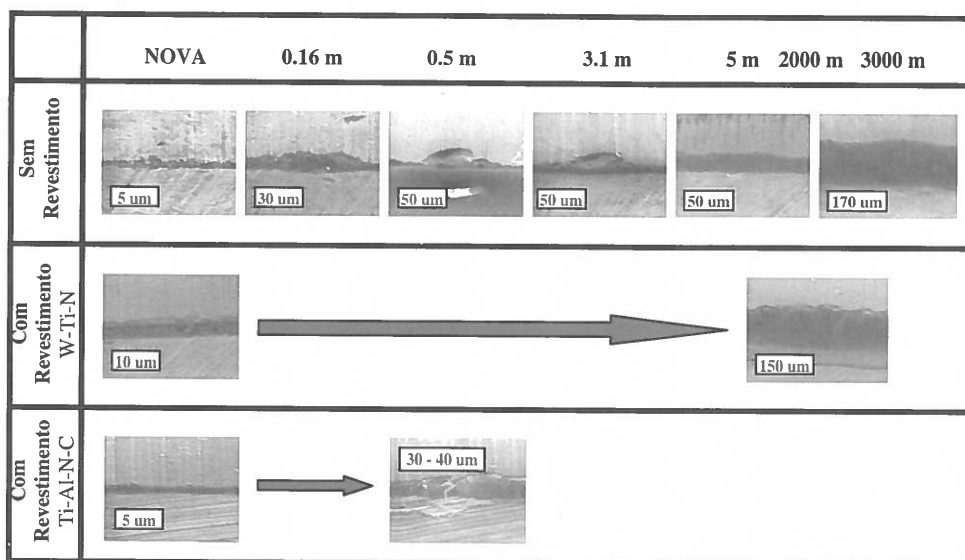 NOVA 0.16 m 0.5 m 3.1 m 5 m 2000 m 3000 m
Sem
Revestimento
5 um 30 um 50 um 50 um 50 um 170 um
Com
Revestimento
W-Ti-N
10 um 150 um
Com
Revestimento
Ti-Al-N-C
5 um 30 - 40 um